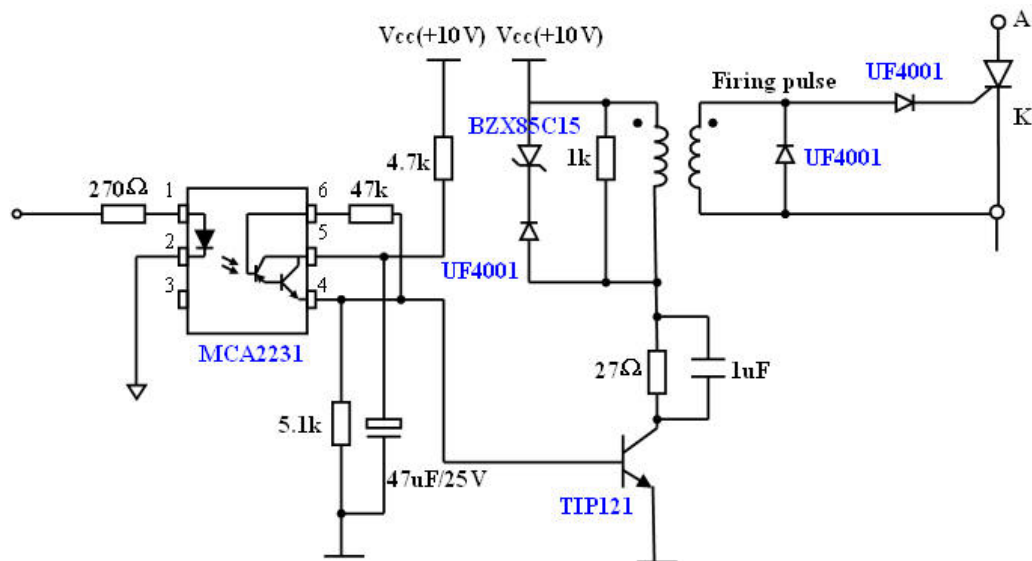 Vcc(+10V) Vcc(+10V)
A
UF4001
Firing pulse
K
BZX85C15
4.7k
1k
UF4001
270Ω
1
6
47k
2
5
3
4
UF4001
MCA2231
27Ω
1uF
5.1k
47uF/25V
TIP121